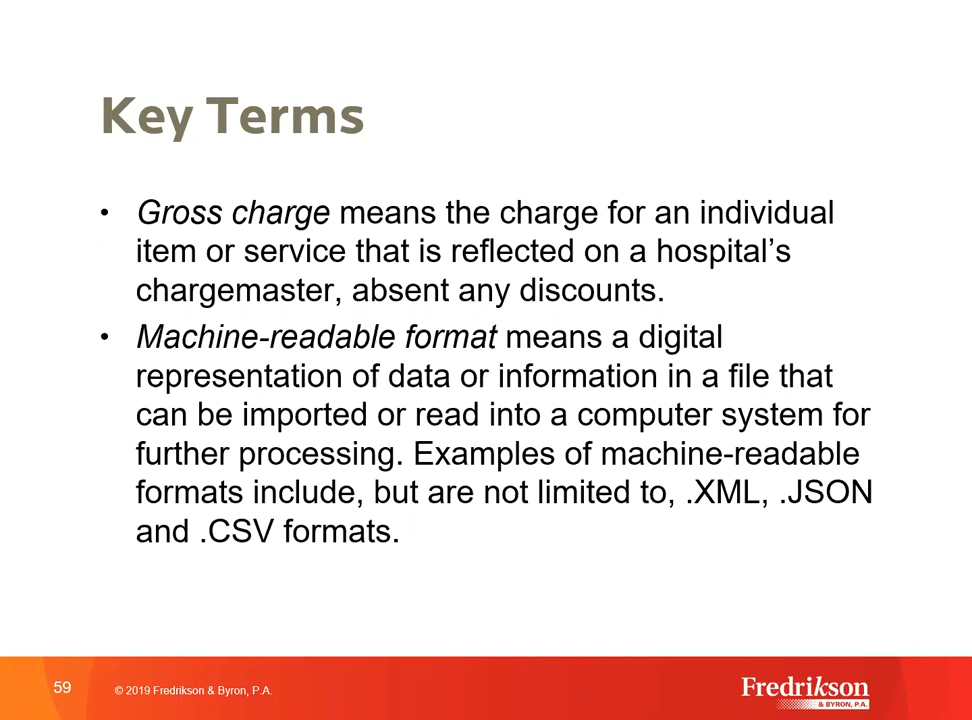 Key Terms
• Gross charge means the charge for an individual
item or service that is reflected on a hospital’s
chargemaster, absent any discounts.
• Machine-readable format means a digital
representation of data or information in a file that
can be imported or read into a computer system for
further processing. Examples of machine-readable
formats include, but are not limited to, .XML, .JSON
and .CSV formats.
59
© 2019 Fredrikson & Byron, P.A.
Fredrikson
& BYRON, P.A.